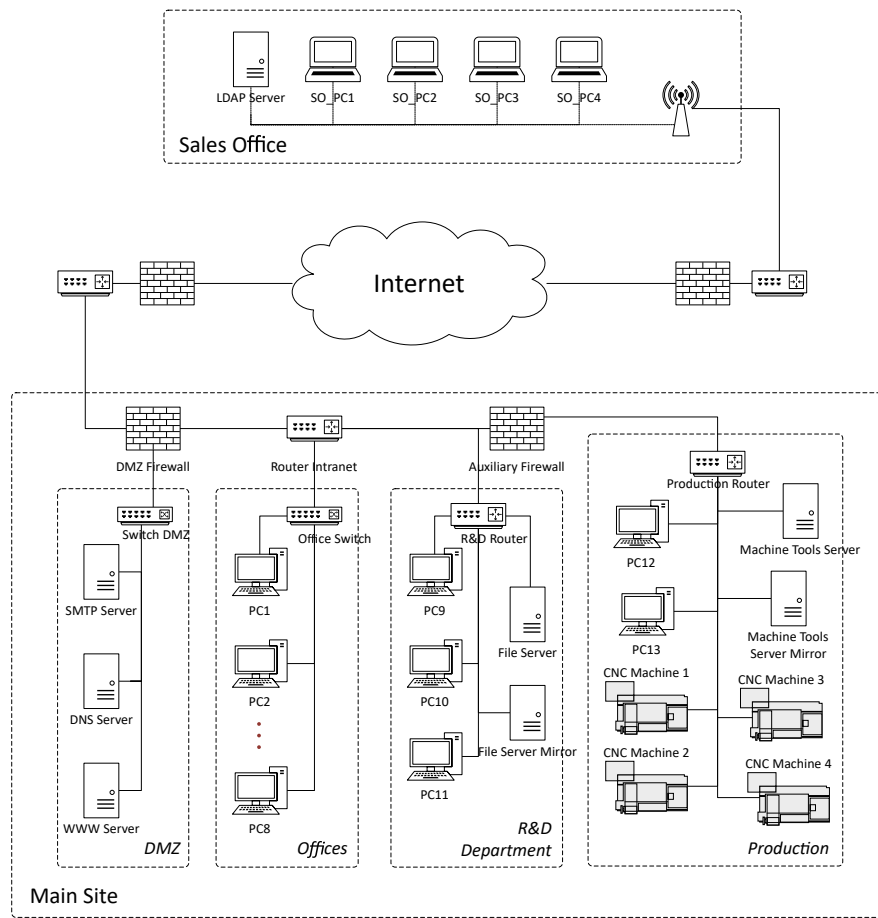 LDAP Server
SO_PC1
SO_PC2
SO_PC3
SO_PC4
Sales Office
Internet
DMZ Firewall
Router Intranet
Auxiliary Firewall
Production Router
Switch DMZ
Office Switch
R&D Router
SMTP Server
DNS Server
WWW Server
DMZ
PC1
PC2
PC8
Offices
PC9
File Server
PC10
File Server Mirror
PC11
R&D
Department
PC12
Machine Tools Server
PC13
Machine Tools
Server Mirror
CNC Machine 1
CNC Machine 3
CNC Machine 2
CNC Machine 4
Production
Main Site